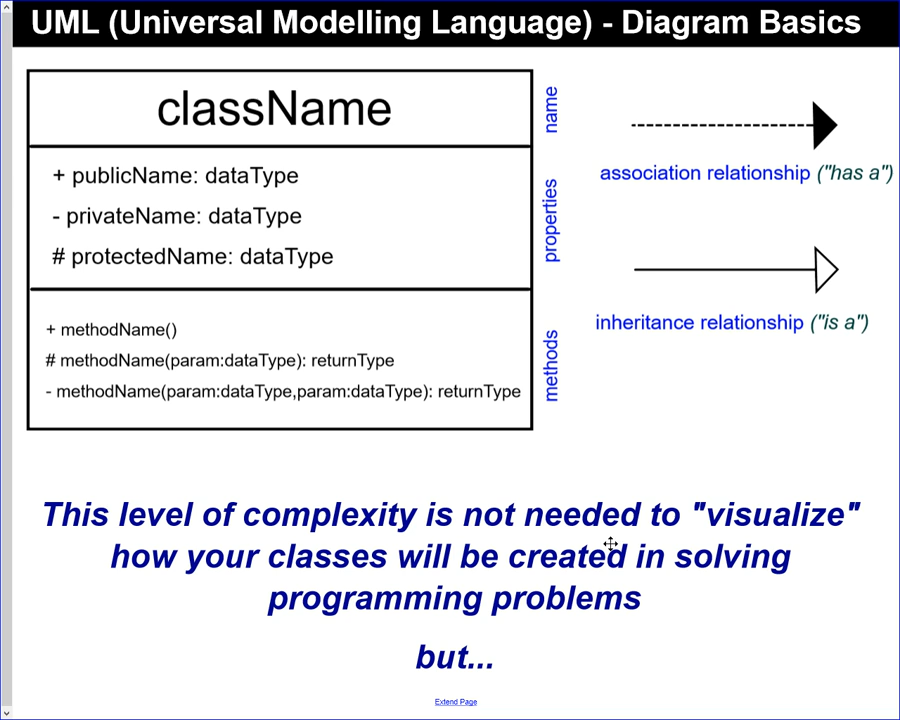 UML (Universal Modelling Language) - Diagram Basics
className
+ publicName: dataType
- privateName: dataType
# protectedName: dataType
+ methodName()
# methodName(param:dataType): returnType
- methodName(param:dataType,param:dataType): returnType
name
properties
methods
association relationship ("has a")
inheritance relationship ("is a")
This level of complexity is not needed to "visualize"
how your classes will be created in solving
programming problems
but...
Extend Page